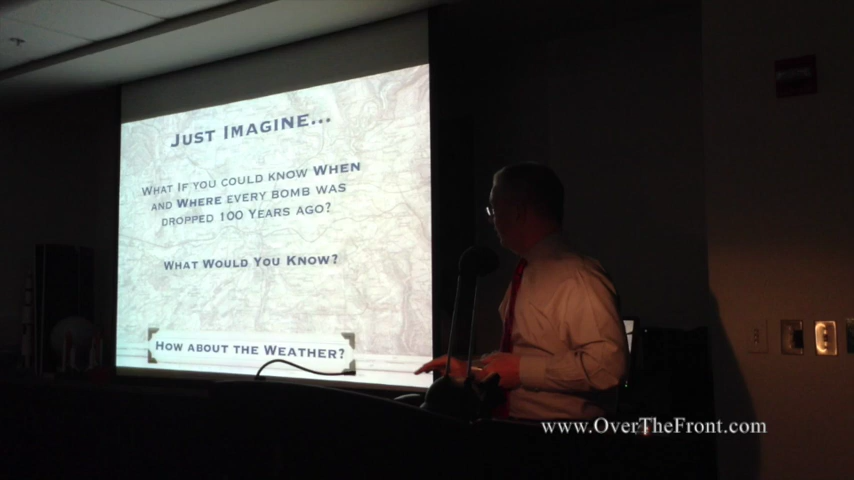 JUST IMAGINE...
WHAT IF YOU COULD KNOW WHEN
AND WHERE EVERY BOMB WAS
DROPPED 100 YEARS AGO?
WHAT WOULD YOU KNOW?
HOW ABOUT THE WEATHER?
www.OverTheFront.com